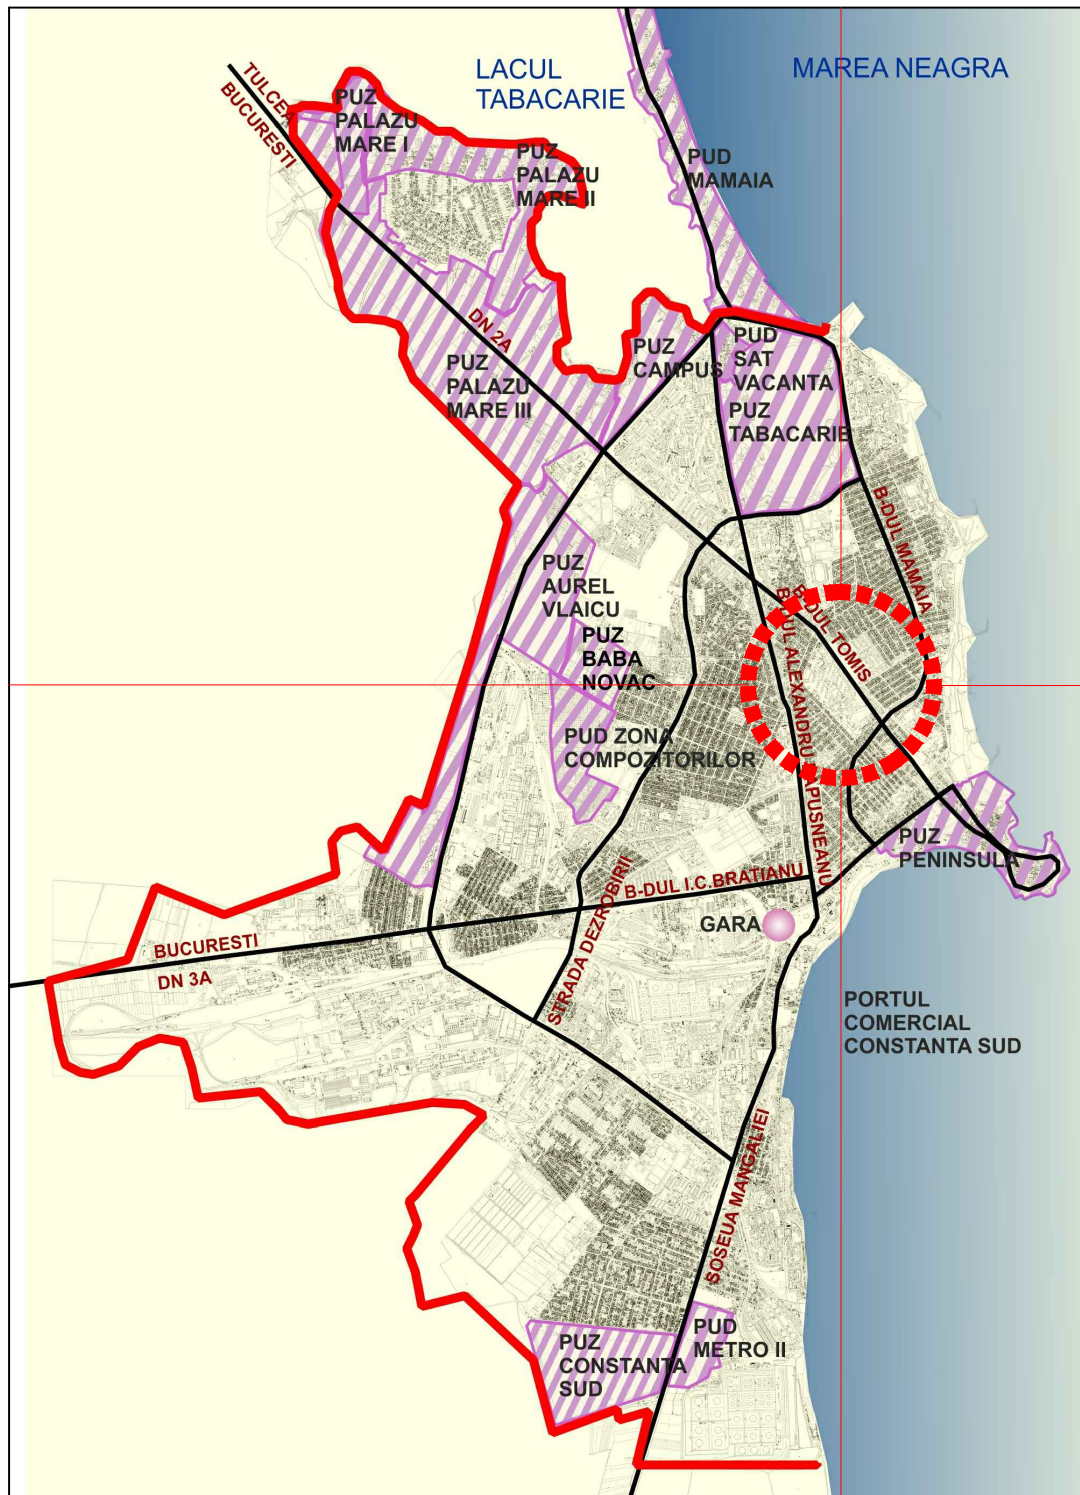 LACUL
TABACARIE
MAREA NEAGRA
TULCEA
BUCURESTI
PUZ
PALAZU
MARE I
PUZ
PALAZU
MARE II
PUD
MAMAIA
DN 2A
PUZ
PALAZU
MARE III
PUZ
CAMPUS
PUD
SAT
VACANTA
PUZ
TABACARIE
B-DUL MAMAIA
PUZ
AUREL
VLAICU
PUZ
BABA
NOVAC
B-DUL TOMIS
B-DUL ALEXANDRU LAPUSNEANU
PUD ZONA
COMPOZITORILOR
PUZ
PENINSULA
B-DUL I.C.BRATIANU
GARA
STRADA DEZROBIRII
BUCURESTI
DN 3A
PORTUL
COMERCIAL
CONSTANTA SUD
SOSEUA MANGALIEI
PUD
METRO II
PUZ
CONSTANTA
SUD